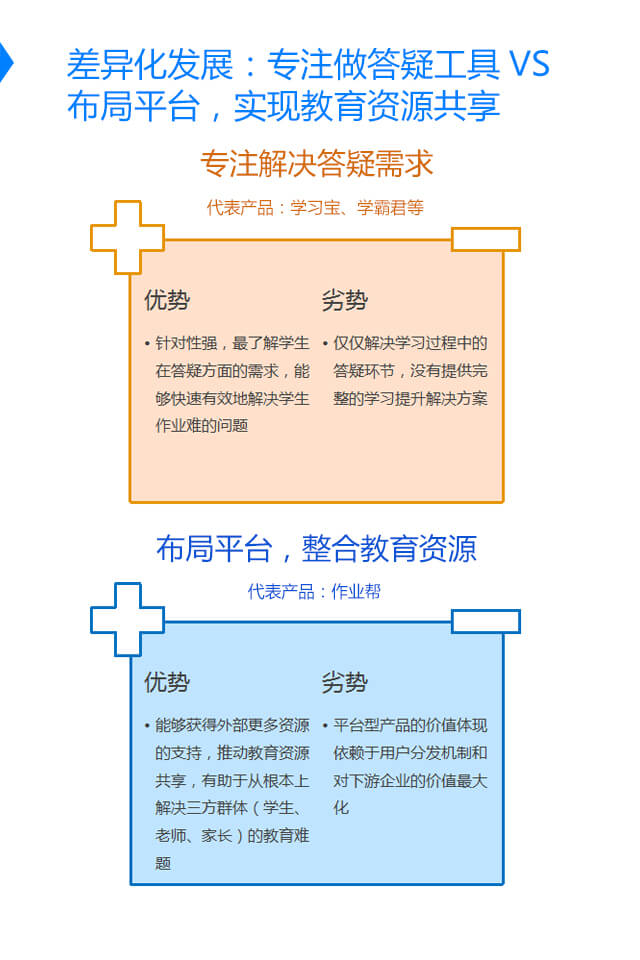 差异化发展：专注做答疑工具 VS
布局平台，实现教育资源共享
专注解决答疑需求
代表产品：学习宝、学霸君等
优势
• 针对性强，最了解学生
在答疑方面的需求，能
够快速有效地解决学生
作业难的问题
劣势
• 仅仅解决学习过程中的
答疑环节，没有提供完
整的学习提升解决方案
布局平台，整合教育资源
代表产品：作业帮
优势
• 能够获得外部更多资源
的支持，推动教育资源
共享，有助于从根本上
解决三方群体（学生、
老师、家长）的教育难
题
劣势
• 平台型产品的价值体现
依赖于用户分发机制和
对下游企业的价值最大
化